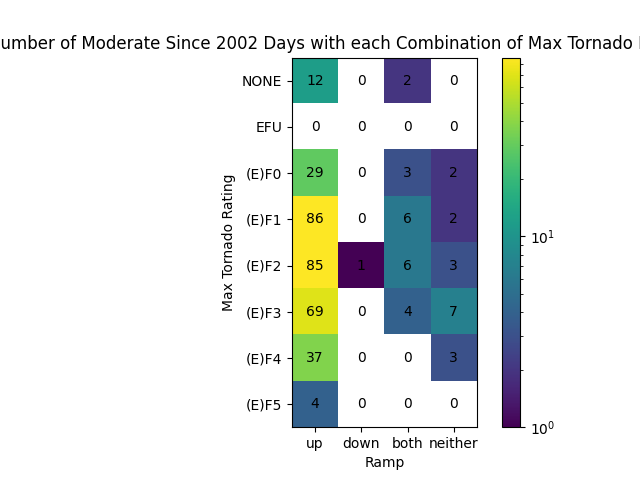 umber of Moderate Since 2002 Days with each Combination of Max Tornado
NONE 12 0 2 0
EFU 0 0 0 0
(E)F0 29 0 3 2
(E)F1 86 0 6 2
(E)F2 85 1 6 3
(E)F3 69 0 4 7
(E)F4 37 0 0 3
(E)F5 4 0 0 0
up down both neither
Ramp
Max Tornado Rating
10¹
10⁰